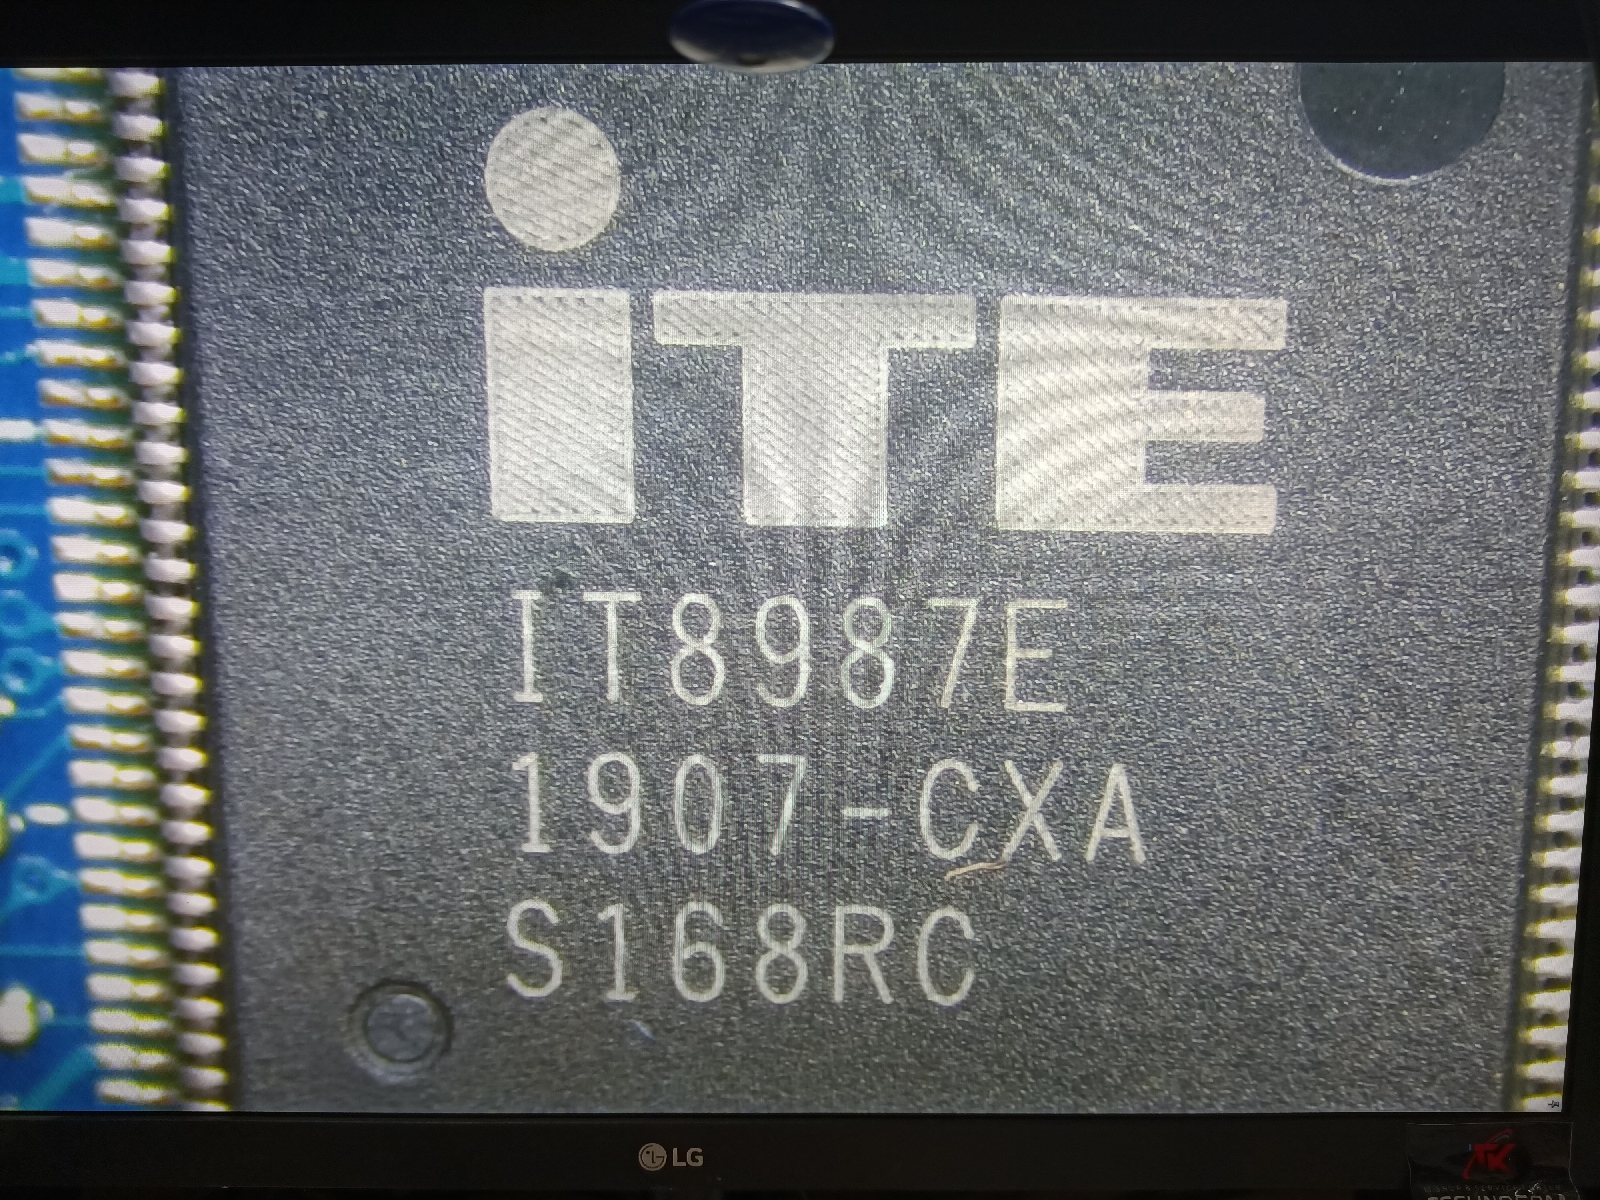 iTE
IT8987E
1907-CXA
S168RC
LG